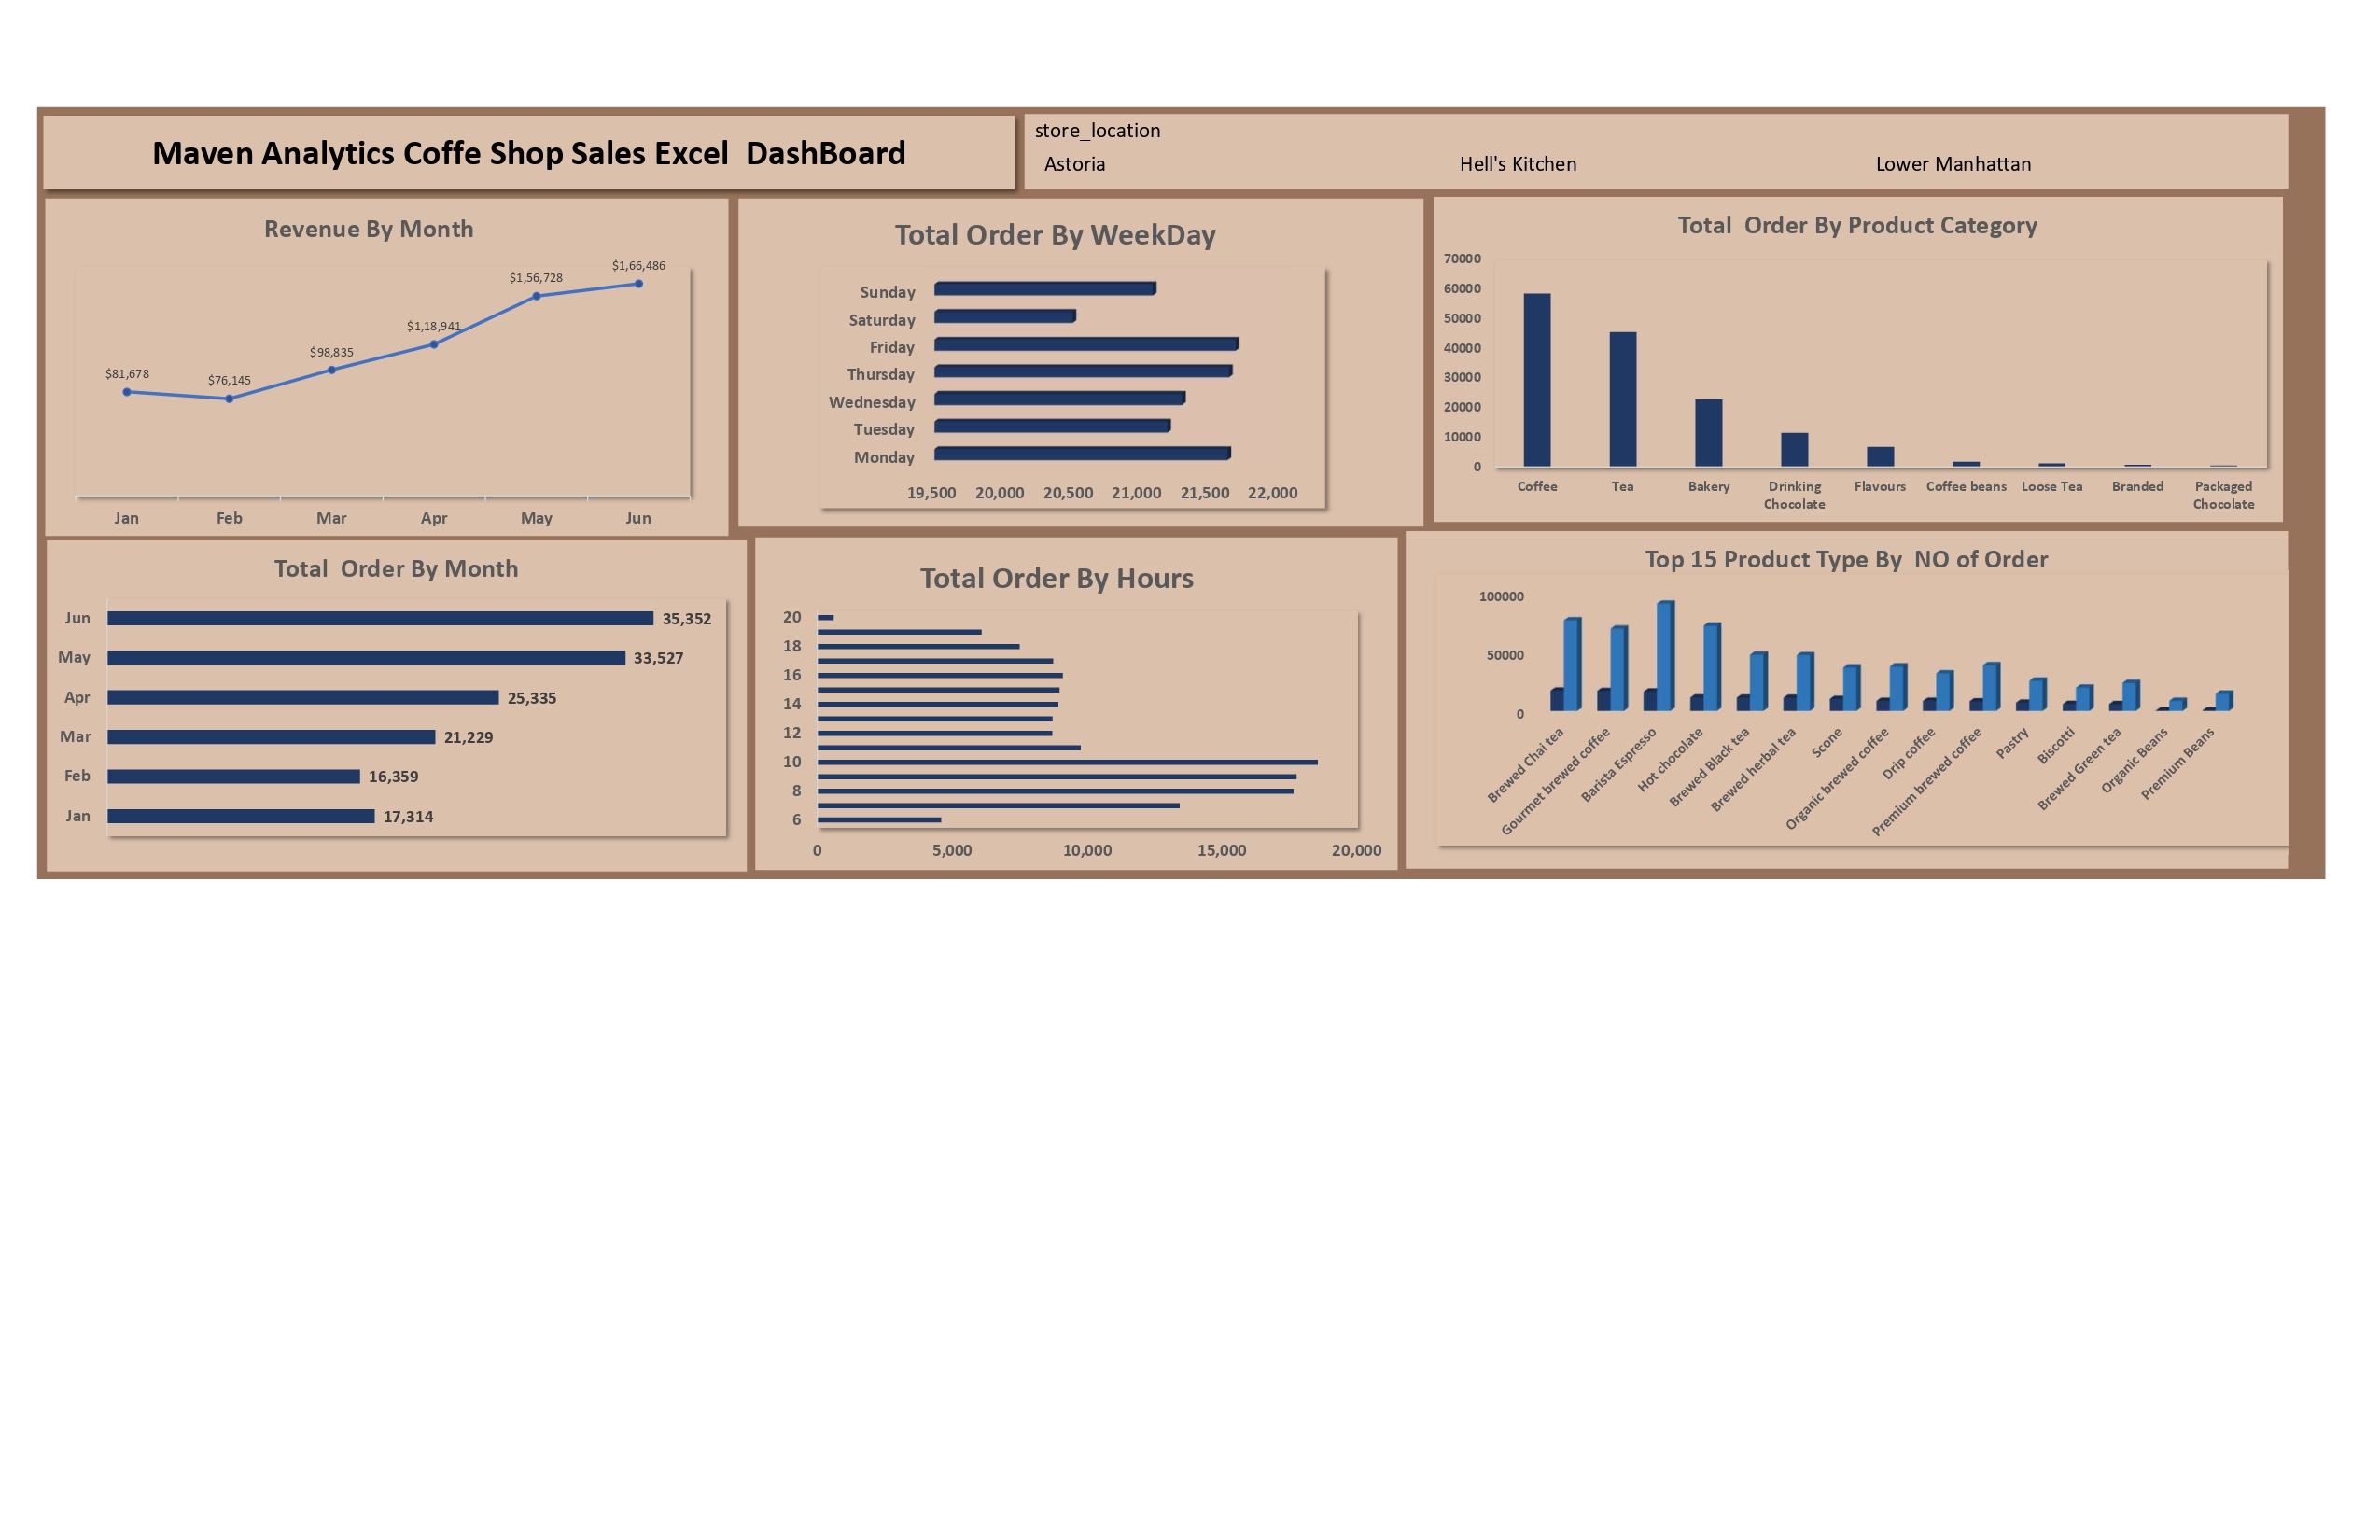 Maven Analytics Coffe Shop Sales Excel  DashBoard
store_location
Astoria
Hell's Kitchen
Lower Manhattan
Revenue By Month
$81,678
$76,145
$98,835
$1,18,941
$1,56,728
$1,66,486
Jan
Feb
Mar
Apr
May
Jun
Total Order By WeekDay
Sunday
Saturday
Friday
Thursday
Wednesday
Tuesday
Monday
19,500
20,000
20,500
21,000
21,500
22,000
Total  Order By Product Category
70000
60000
50000
40000
30000
20000
10000
0
Coffee
Tea
Bakery
Drinking
Chocolate
Flavours
Coffee beans
Loose Tea
Branded
Packaged
Chocolate
Total  Order By Month
Jun
35,352
May
33,527
Apr
25,335
Mar
21,229
Feb
16,359
Jan
17,314
Total Order By Hours
20
18
16
14
12
10
8
6
0
5,000
10,000
15,000
20,000
Top 15 Product Type By  NO of Order
100000
50000
0
Brewed Chai tea
Gourmet brewed coffee
Barista Espresso
Hot chocolate
Brewed Black tea
Brewed herbal tea
Scone
Organic brewed coffee
Drip coffee
Premium brewed coffee
Pastry
Biscotti
Brewed Green tea
Organic Beans
Premium Beans